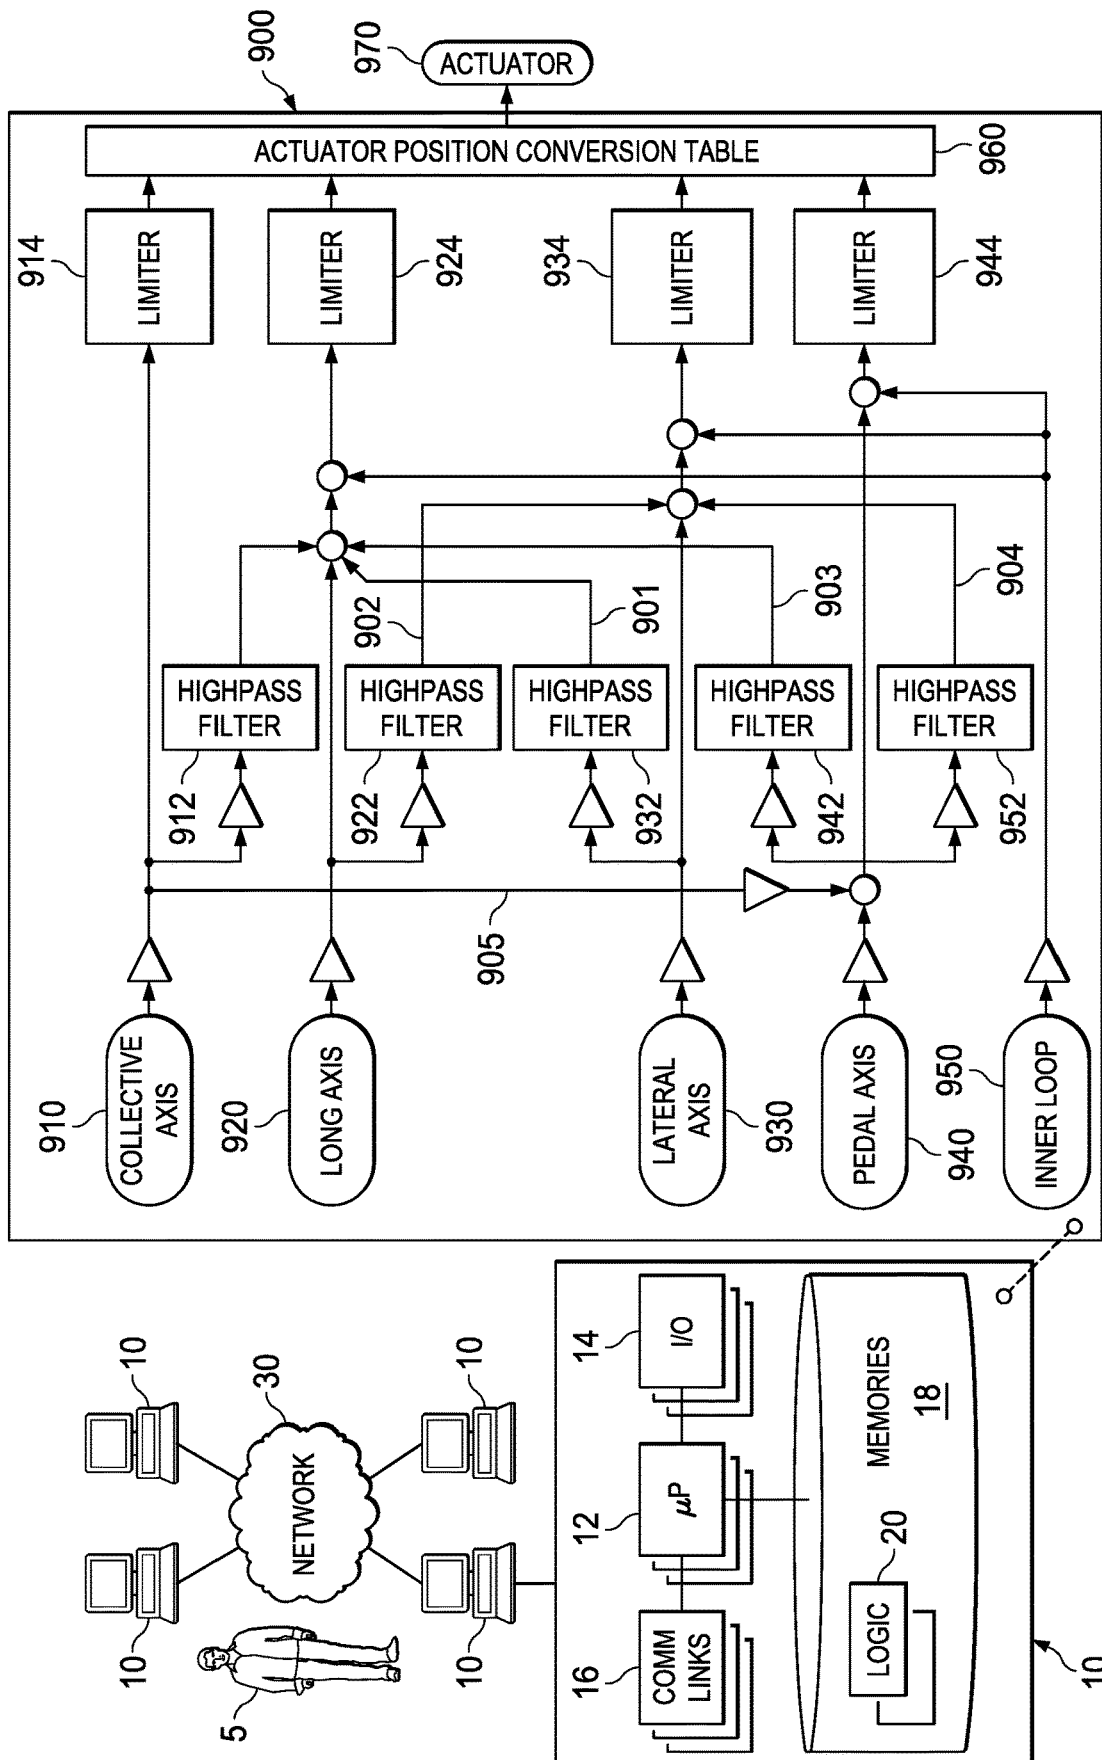 10
10
30
NETWORK
5
10
10
14
I/O
12
μP
16
COMM
LINKS
MEMORIES
18
20
LOGIC
10
900
970
ACTUATOR
ACTUATOR POSITION CONVERSION TABLE
960
914
LIMITER
LIMITER
924
934
LIMITER
LIMITER
944
902
901
903
904
HIGHPASS
FILTER
912
HIGHPASS
FILTER
922
HIGHPASS
FILTER
932
HIGHPASS
FILTER
942
HIGHPASS
FILTER
952
905
910
COLLECTIVE
AXIS
920
LONG AXIS
LATERAL
AXIS
930
PEDAL AXIS
940
950
INNER LOOP